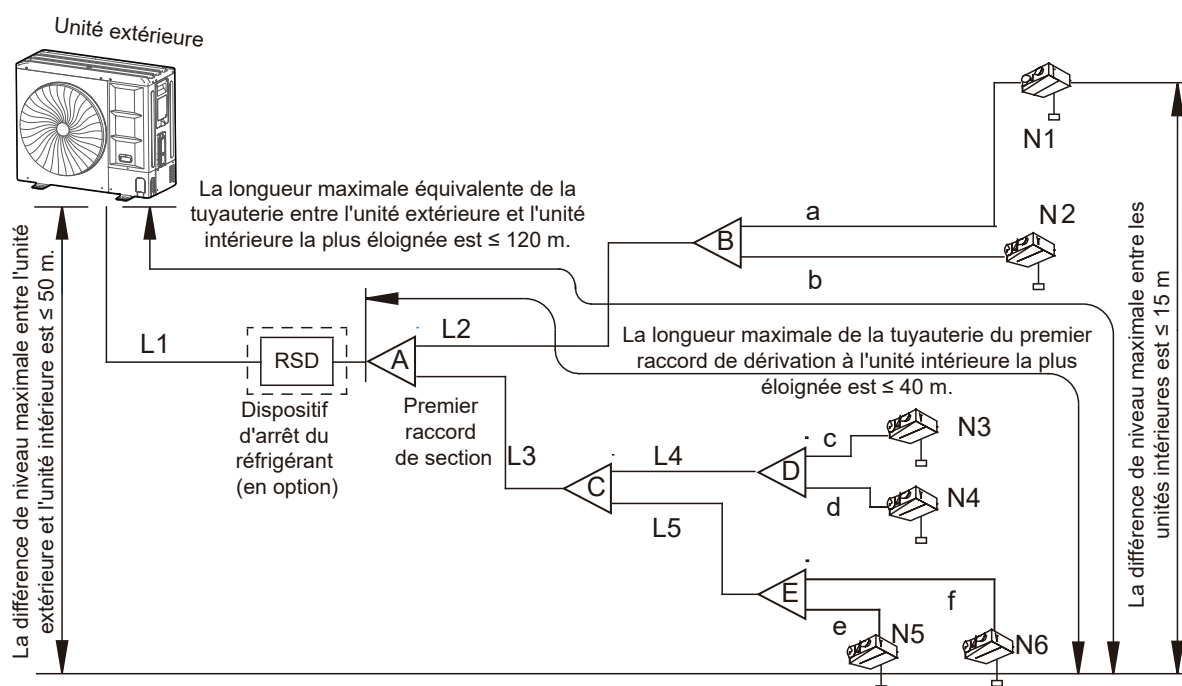 Unité extérieure
N1
La longueur maximale équivalente de la
tuyauterie entre l'unité extérieure et l'unité
intérieure la plus éloignée est ≤ 120 m.
a
N2
B
b
La différence de niveau maximale entre l'unité
extérieure et l'unité intérieure est ≤ 50 m.
La différence de niveau maximale entre les
unités intérieures est ≤ 15 m
L1
RSD
A
L2
La longueur maximale de la tuyauterie du premier
raccord de dérivation à l'unité intérieure la plus
éloignée est ≤ 40 m.
Dispositif
d'arrêt du
réfrigérant
(en option)
Premier
raccord
de section
L3
C
L4
L5
D
c
N3
d
N4
E
f
e
N5
N6